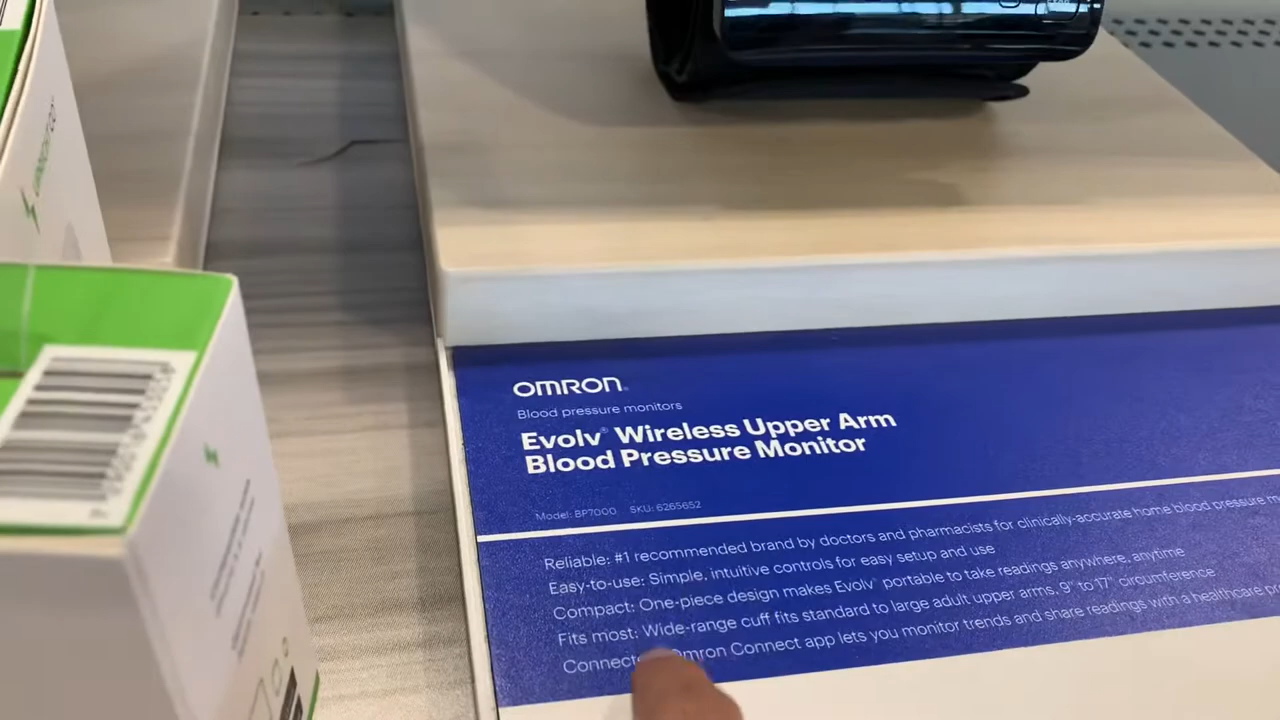 OMRON
Blood pressure monitors
Evolv® Wireless Upper Arm
Blood Pressure Monitor
Model: BP7000 SKU: 6265652
Reliable: #1 recommended brand by doctors and pharmacists for clinically-accurate home blood pressure
Easy-to-use: Simple, intuitive controls for easy setup and use
Compact: One-piece design makes Evolv® portable to take readings anywhere, anytime
Fits most: Wide-range cuff fits standard to large adult upper arms, 9" to 17" circumference
Connects Omron Connect app lets you monitor trends and share readings with a healthcare